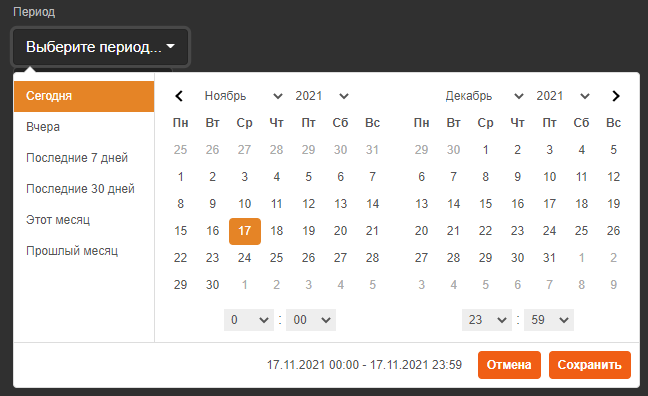 Период
Выберите период...
Сегодня
Вчера
Последние 7 дней
Последние 30 дней
Этот месяц
Прошлый месяц
Ноябрь 2021
Пн Вт Ср Чт Пт Сб Вс
25 26 27 28 29 30 31
1 2 3 4 5 6 7
8 9 10 11 12 13 14
15 16 17 18 19 20 21
22 23 24 25 26 27 28
29 30 1 2 3 4 5
0 : 00
Декабрь 2021
Пн Вт Ср Чт Пт Сб Вс
29 30 1 2 3 4 5
6 7 8 9 10 11 12
13 14 15 16 17 18 19
20 21 22 23 24 25 26
27 28 29 30 31 1 2
3 4 5 6 7 8 9
23 : 59
17.11.2021 00:00 - 17.11.2021 23:59 Отмена Сохранить